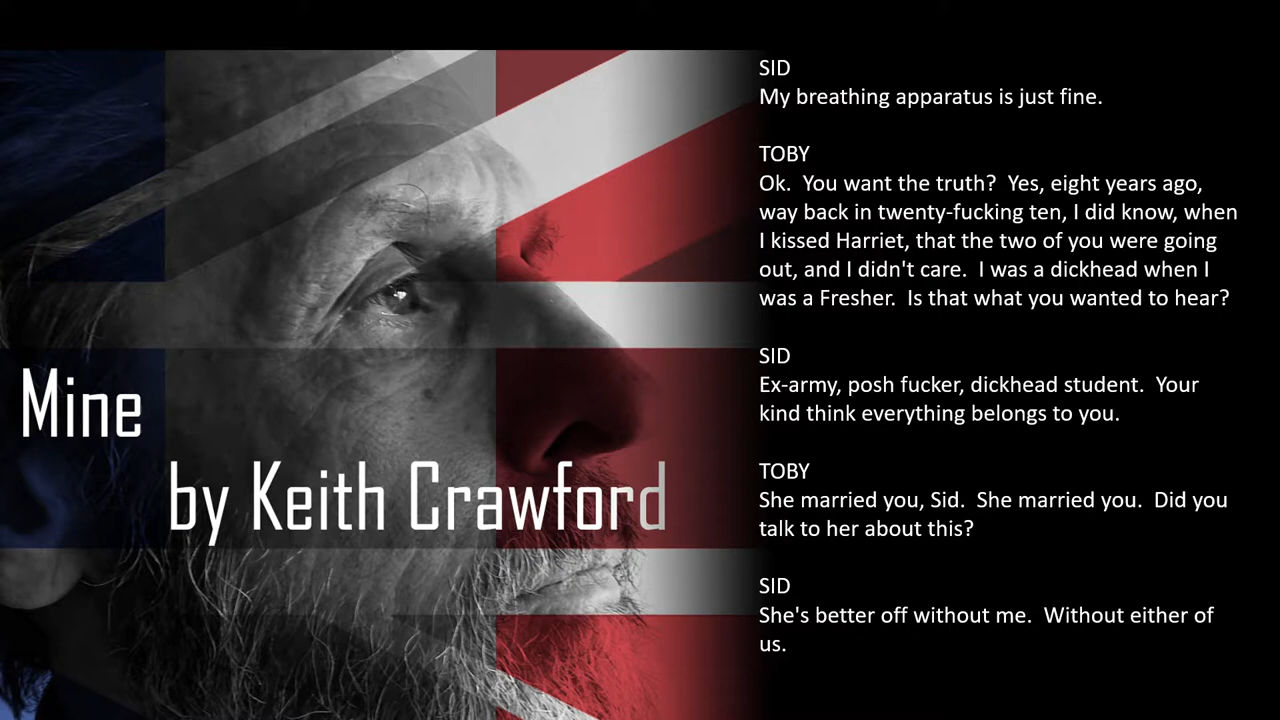 Mine
by Keith Crawford
SID
My breathing apparatus is just fine.
TOBY
Ok.  You want the truth?  Yes, eight years ago,
way back in twenty-fucking ten, I did know, when
I kissed Harriet, that the two of you were going
out, and I didn't care.  I was a dickhead when I
was a Fresher.  Is that what you wanted to hear?
SID
Ex-army, posh fucker, dickhead student.  Your
kind think everything belongs to you.
TOBY
She married you, Sid.  She married you.  Did you
talk to her about this?
SID
She's better off without me.  Without either of
us.